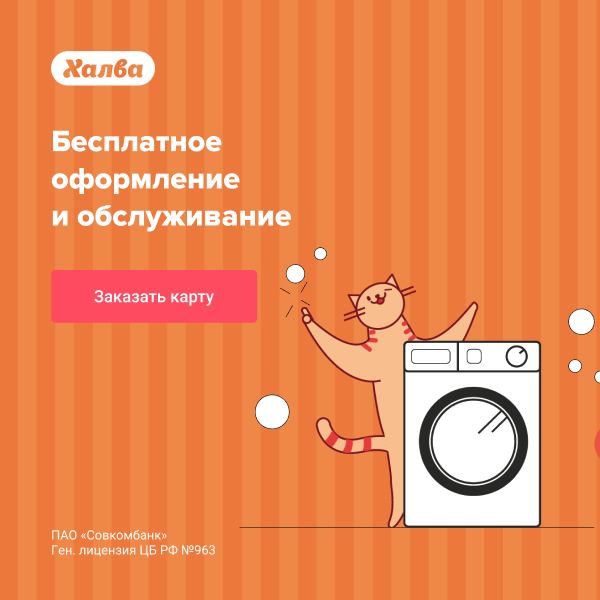 Халва
Бесплатное
оформление
и обслуживание
Заказать карту
ПАО «Совкомбанк»
Ген. лицензия ЦБ РФ №963